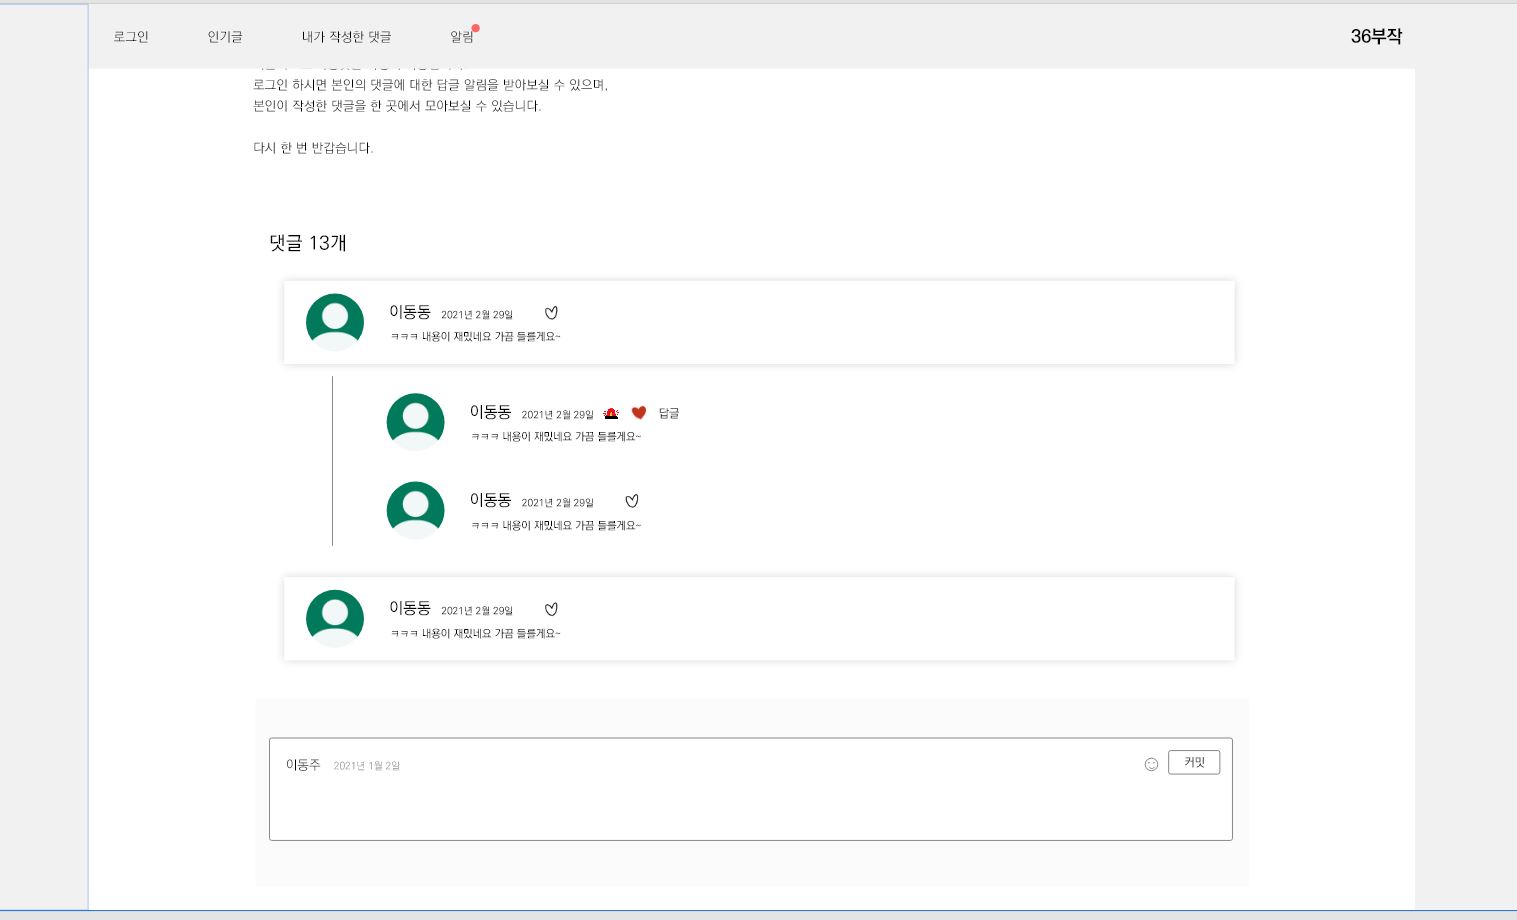 로그인 인기글 내가 작성한 댓글 알림 36부작
로그인 하시면 본인의 댓글에 대한 답글 알림을 받아보실 수 있으며,
본인이 작성한 댓글을 한 곳에서 모아보실 수 있습니다.
다시 한 번 반갑습니다.
댓글 13개
이동동 2021년 2월 29일
ㅋㅋㅋ 내용이 재밌네요 가끔 들를게요~
이동동 2021년 2월 29일 답글
ㅋㅋㅋ 내용이 재밌네요 가끔 들를게요~
이동동 2021년 2월 29일
ㅋㅋㅋ 내용이 재밌네요 가끔 들를게요~
이동동 2021년 2월 29일
ㅋㅋㅋ 내용이 재밌네요 가끔 들를게요~
이동주 2021년 1월 2일 커밋